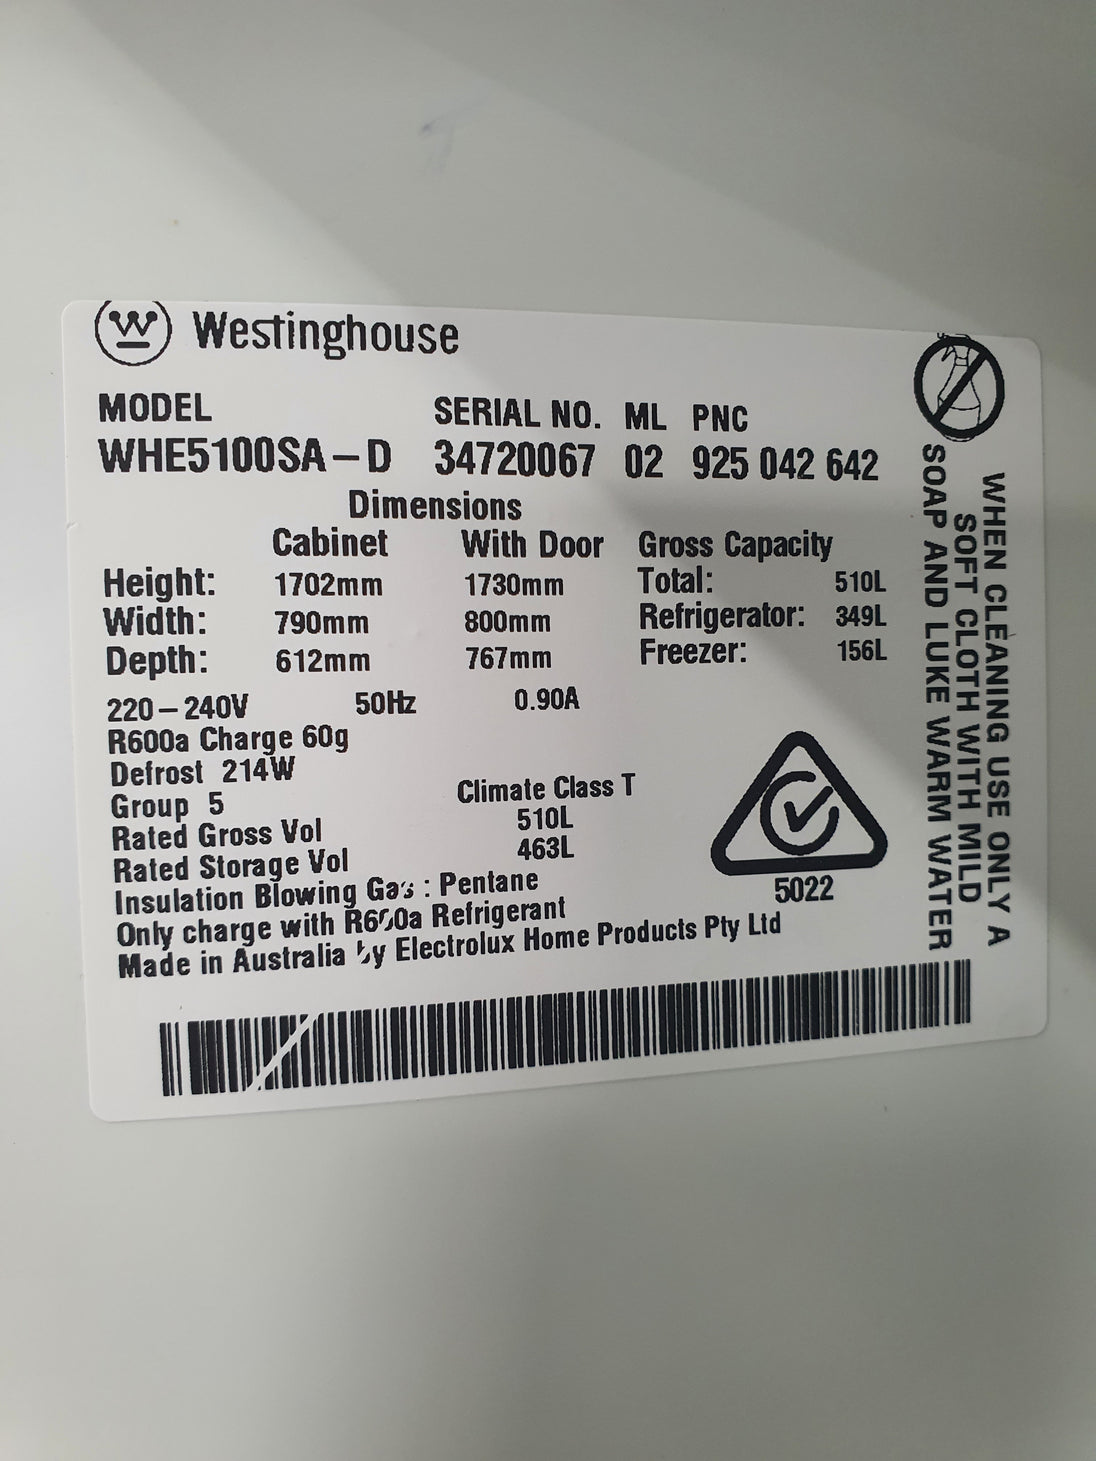 Westinghouse
MODEL SERIAL NO. ML PNC
WHE5100SA-D 34720067 02 925 042 642
Dimensions
Cabinet With Door Gross Capacity
Height: 1702mm 1730mm Total: 510L
Width: 790mm 800mm Refrigerator: 349L
Depth: 612mm 767mm Freezer: 156L
220-240V 50Hz 0.90A
R600a Charge 60g
Defrost 214W
Group 5 Climate Class T
Rated Gross Vol 510L
Rated Storage Vol 463L
Insulation Blowing Gas : Pentane
Only charge with R600a Refrigerant
Made in Australia by Electrolux Home Products Pty Ltd
5022
WHEN CLEANING USE ONLY A
SOFT CLOTH WITH MILD
SOAP AND LUKE WARM WATER